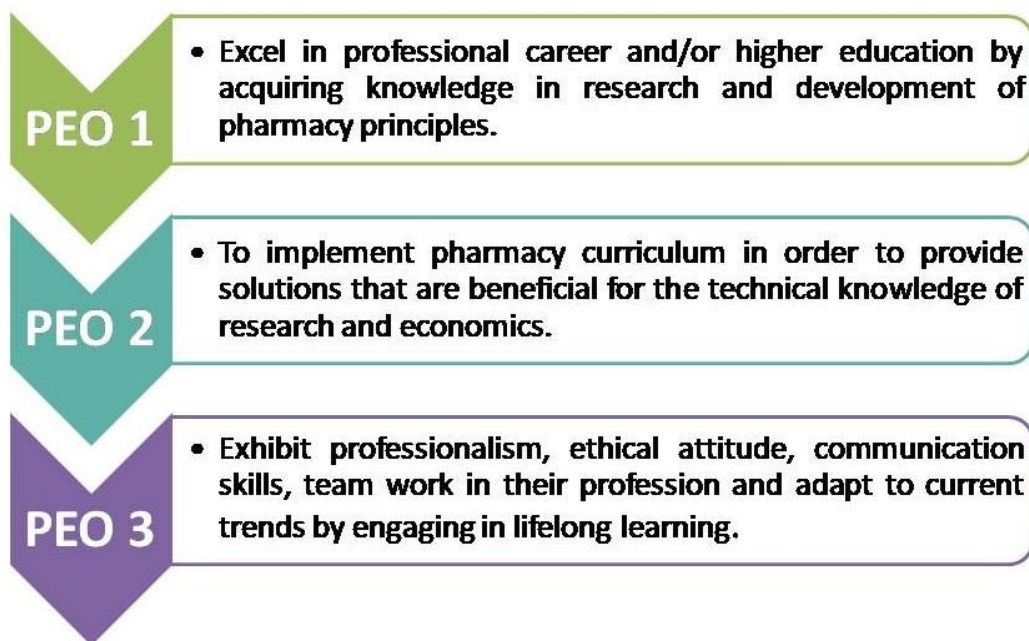 PEO 1
• Excel in professional career and/or higher education by
acquiring knowledge in research and development of
pharmacy principles.
PEO 2
• To implement pharmacy curriculum in order to provide
solutions that are beneficial for the technical knowledge of
research and economics.
PEO 3
• Exhibit professionalism, ethical attitude, communication
skills, team work in their profession and adapt to current
trends by engaging in lifelong learning.